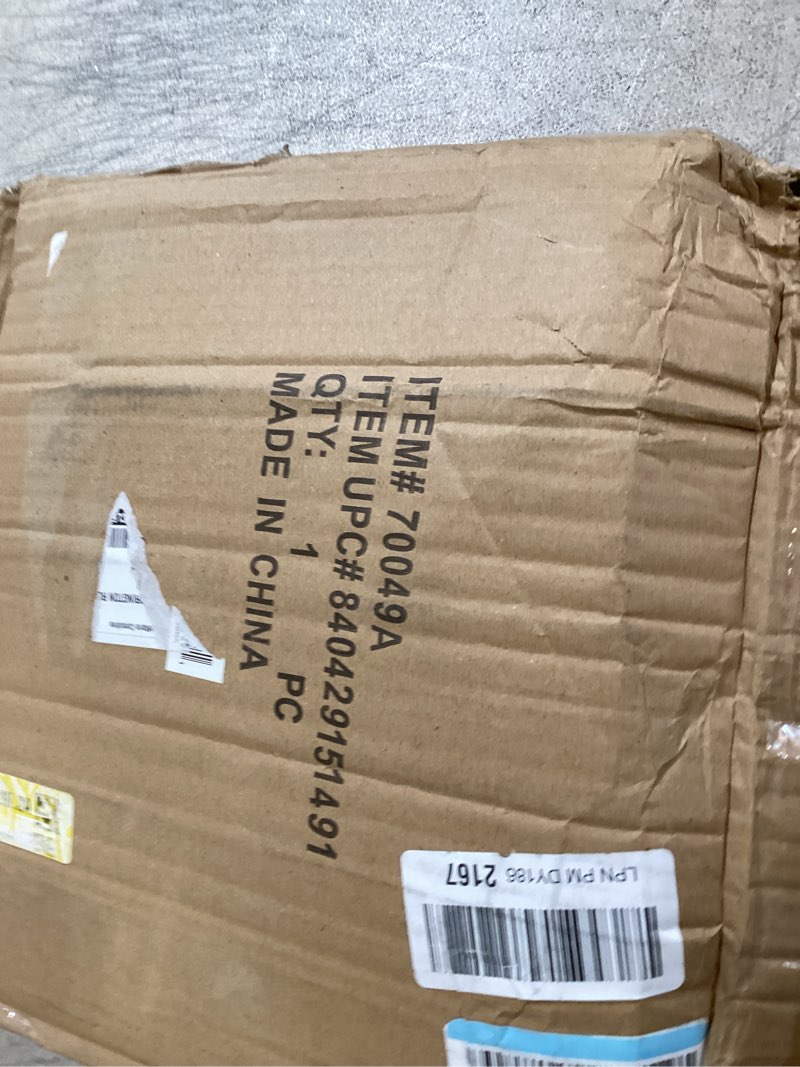 ITEM# 70049A
ITEM UPC# 840429151491
QTY: 1 PC
MADE IN CHINA
LPN PM DY186 2167